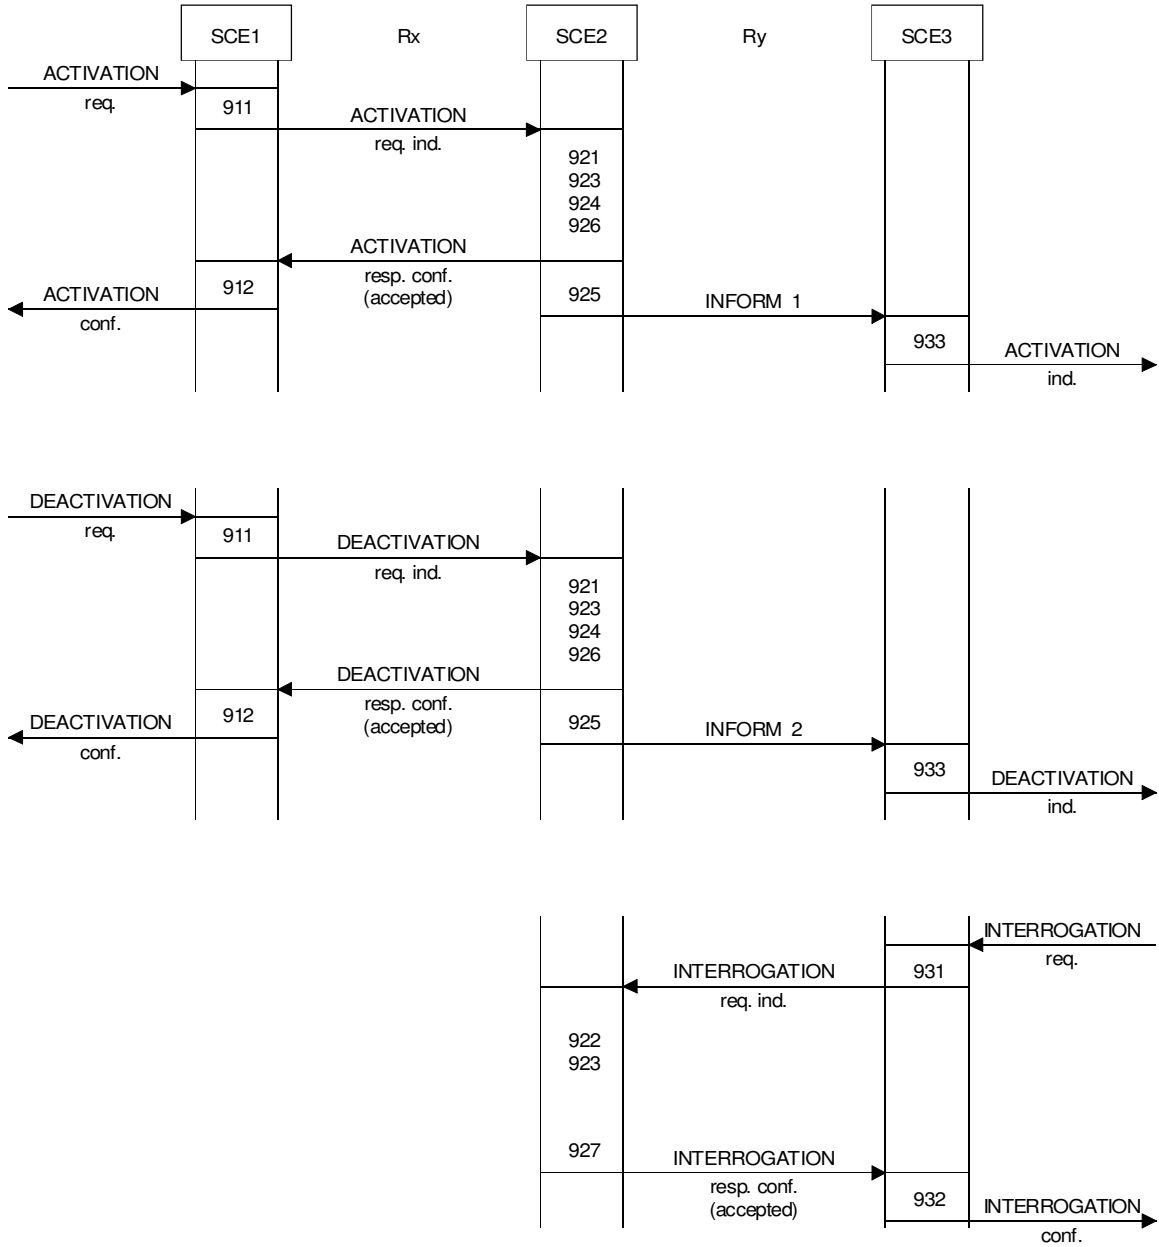 SCE1 Rx SCE2 Ry SCE3
ACTIVATION
req.
911
ACTIVATION
req. ind.
921
923
924
926
ACTIVATION
resp. conf.
(accepted)
912
ACTIVATION
conf.
925
INFORM 1
933
ACTIVATION
ind.
DEACTIVATION
req.
911
DEACTIVATION
req. ind.
921
923
924
926
DEACTIVATION
resp. conf.
(accepted)
912
DEACTIVATION
conf.
925
INFORM 2
933
DEACTIVATION
ind.
INTERROGATION
req.
931
INTERROGATION
req. ind.
922
923
927
INTERROGATION
resp. conf.
(accepted)
932
INTERROGATION
conf.